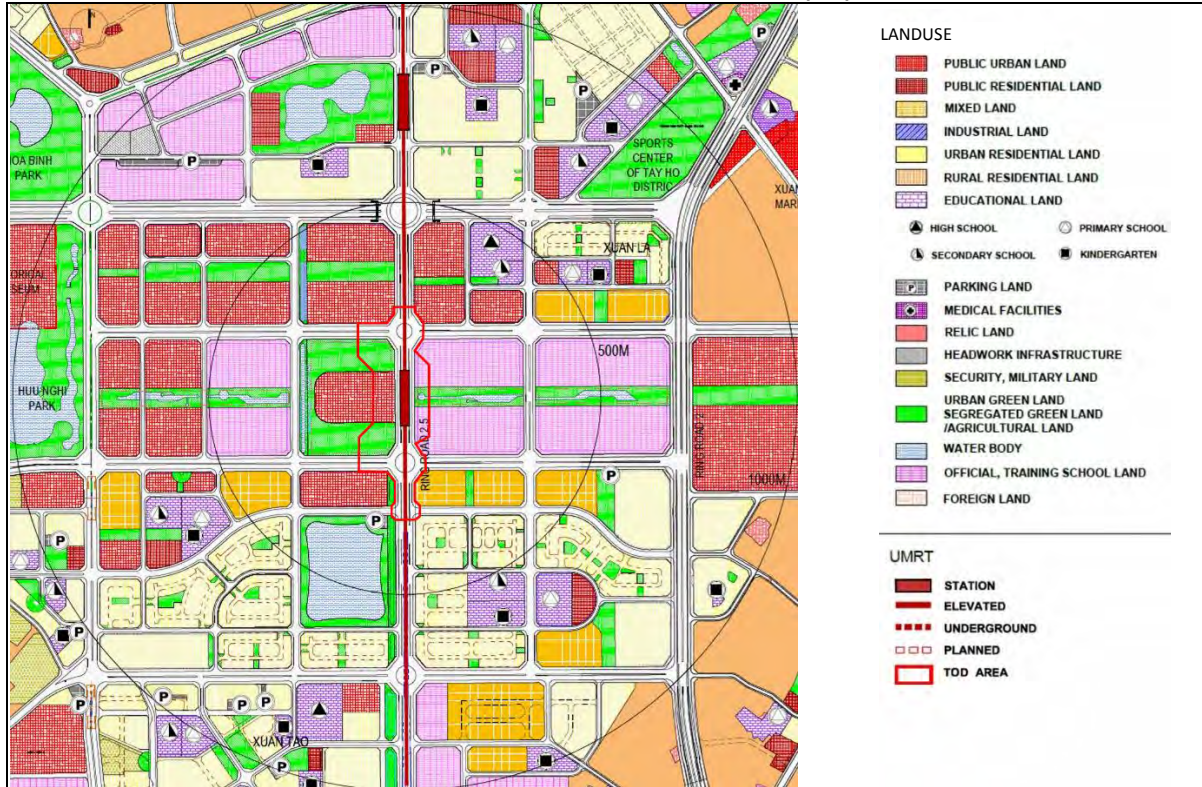 P
P
P
P
HOA BINH
PARK
SPORTS
CENTER
OF TAY HO
DISTRIC
XUAN LA
500M
HUU NGHI
PARK
RING ROAD 2.5
RING ROAD 2
1000M
P
P
P
P
P
P
P
P
P
XUAN TAO
LANDUSE
PUBLIC URBAN LAND
PUBLIC RESIDENTIAL LAND
MIXED LAND
INDUSTRIAL LAND
URBAN RESIDENTIAL LAND
RURAL RESIDENTIAL LAND
EDUCATIONAL LAND
HIGH SCHOOL
PRIMARY SCHOOL
SECONDARY SCHOOL
KINDERGARTEN
P
PARKING LAND
MEDICAL FACILITIES
RELIC LAND
HEADWORK INFRASTRUCTURE
SECURITY, MILITARY LAND
URBAN GREEN LAND
SEGREGATED GREEN LAND
/AGRICULTURAL LAND
WATER BODY
OFFICIAL, TRAINING SCHOOL LAND
FOREIGN LAND
UMRT
STATION
ELEVATED
UNDERGROUND
PLANNED
TOD AREA